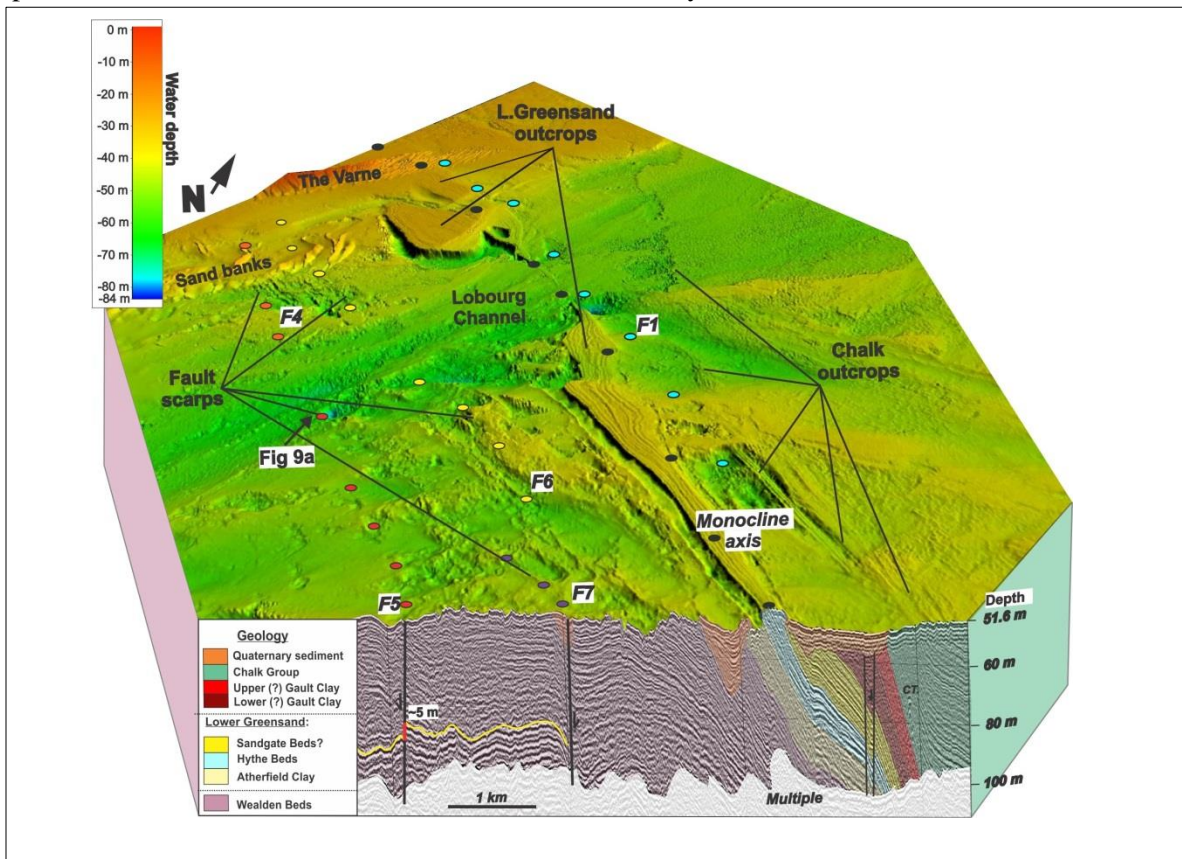 0 m
-10 m
-20 m
-30 m
-40 m
-50 m
-60 m
-70 m
-80 m
-84 m
Water depth
N
L.Greensand
outcrops
The Varne
Sand banks
Lobourg
Channel
F4
F1
Fault
scarps
Chalk
outcrops
Fig 9a
F6
Monocline
axis
F5
F7
Depth
51.6 m
60 m
80 m
100 m
CT.
~5 m
1 km
Multiple
Geology
Quaternary sediment
Chalk Group
Upper (?) Gault Clay
Lower (?) Gault Clay
Lower Greensand:
Sandgate Beds?
Hythe Beds
Atherfield Clay
Wealden Beds